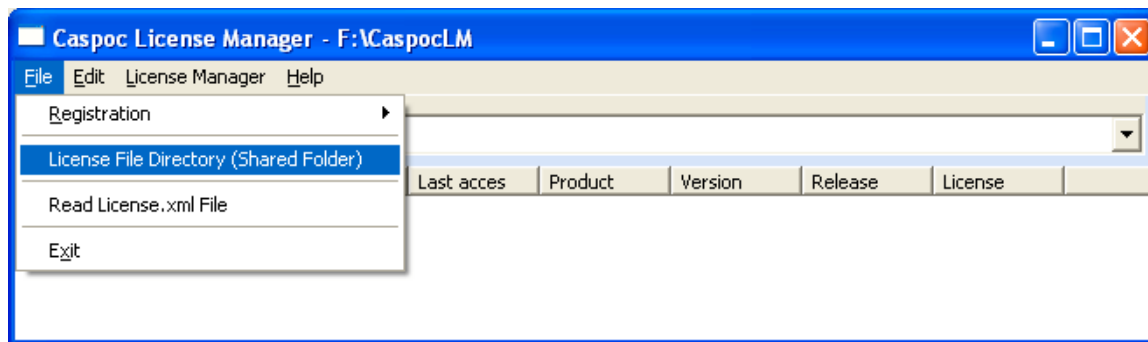 Caspoc License Manager - F:\CaspocLM
File Edit License Manager Help
Registration
License File Directory (Shared Folder)
Last acces Product Version Release License
Read License.xml File
Exit